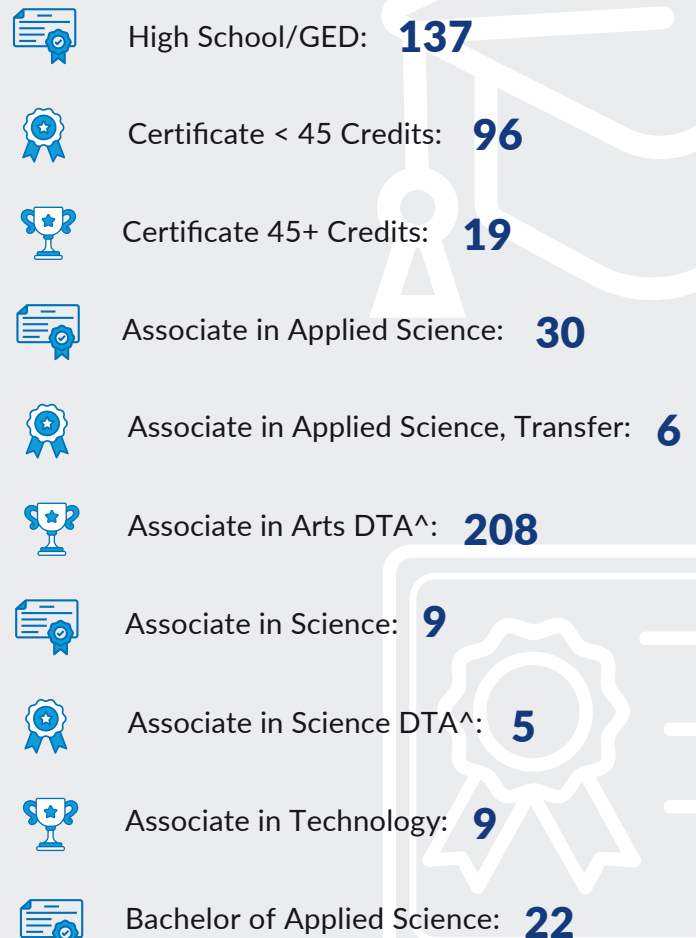 High School/GED: 137
Certificate < 45 Credits: 96
Certificate 45+ Credits: 19
Associate in Applied Science: 30
Associate in Applied Science, Transfer: 6
Associate in Arts DTA^: 208
Associate in Science: 9
Associate in Science DTA^: 5
Associate in Technology: 9
Bachelor of Applied Science: 22